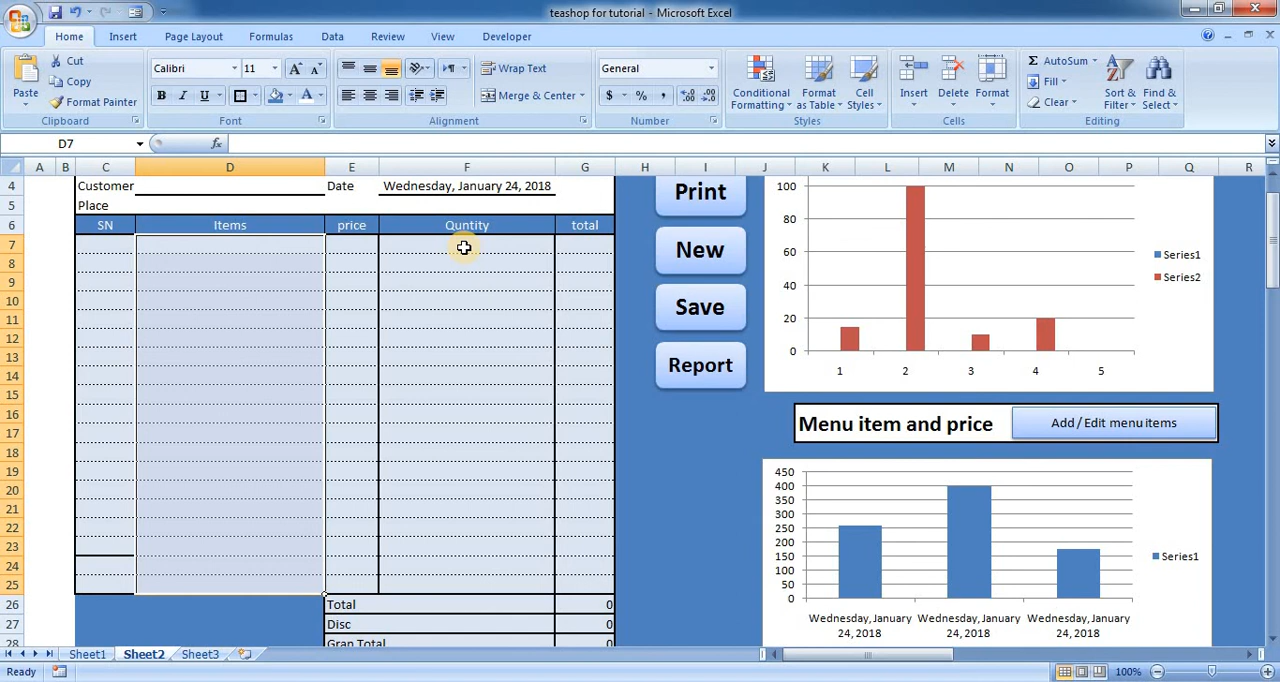 teashop for tutorial - Microsoft Excel
Home Insert Page Layout Formulas Data Review View Developer
Paste
Cut
Copy
Format Painter
Clipboard
Calibri 11
B I U
Font
Wrap Text
Merge & Center
Alignment
General
$ % ,
Number
Conditional Formatting
Format as Table
Cell Styles
Styles
Insert Delete Format
Cells
Σ AutoSum
Fill
Clear
Sort & Filter
Find & Select
Editing
D7 fx
A B C D E F G H I J K L M N O P Q R
4 Customer Date Wednesday, January 24, 2018
5 Place
6 SN Items price Quntity total
7
8
9
10
11
12
13
14
15
16
17
18
19
20
21
22
23
24
25
26 Total 0
27 Disc 0
28 Gran Total 0
Print
New
Save
Report
100
80
60
40
20
0
1 2 3 4 5
Series1
Series2
Menu item and price Add / Edit menu items
450
400
350
300
250
200
150
100
50
0
Wednesday, January 24, 2018
Wednesday, January 24, 2018
Wednesday, January 24, 2018
Series1
Sheet1 Sheet2 Sheet3
Ready 100%